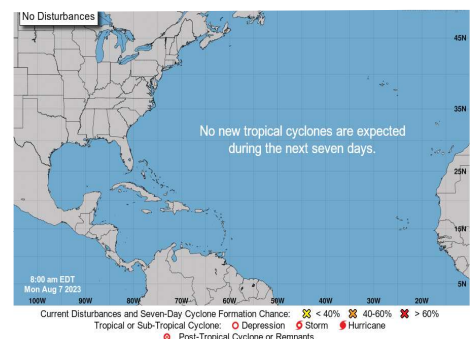 No Disturbances
45N
35N
No new tropical cyclones are expected
during the next seven days.
25N
15N
5N
8:00 am EDT
Mon Aug 7 2023
100W 90W 80W 70W 60W 50W 40W 30W 20W
Current Disturbances and Seven-Day Cyclone Formation Chance: < 40% 40-60% > 60%
Tropical or Sub-Tropical Cyclone: Depression Storm Hurricane
Post-Tropical Cyclone or Remnants